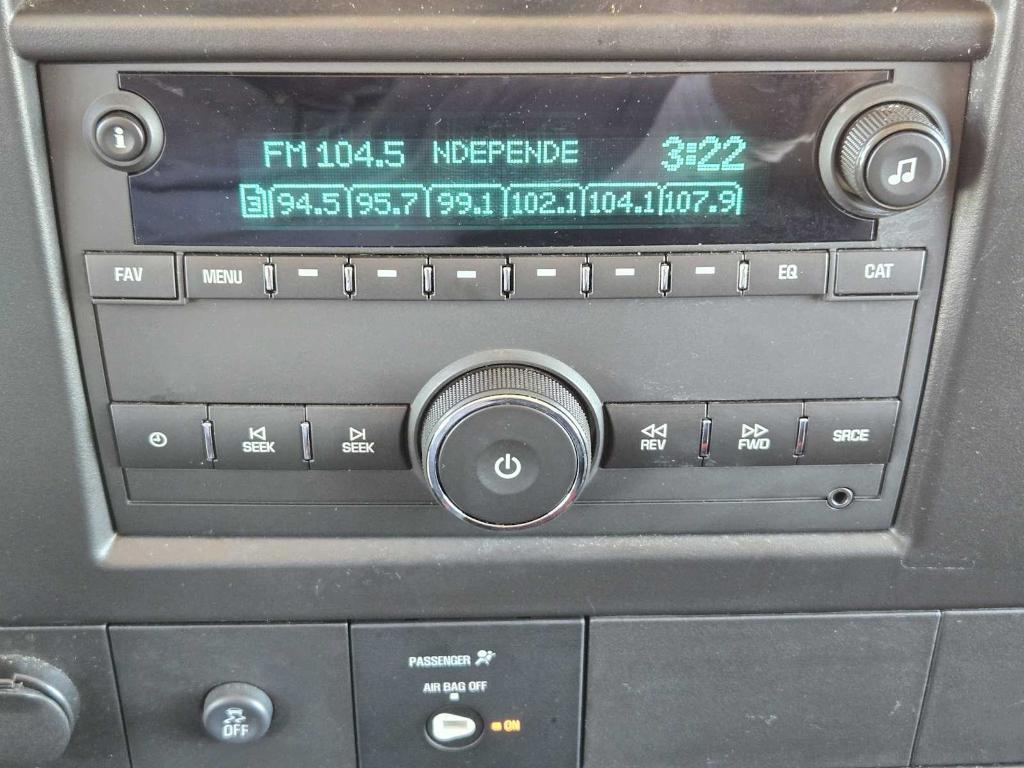 i
FM 104.5 NDEPENDE 3:22
3 94.5 95.7 99.1 102.1 104.1 107.9
FAV MENU EQ CAT
SEEK SEEK REV FWD SRCE
PASSENGER
AIR BAG OFF
OFF ON